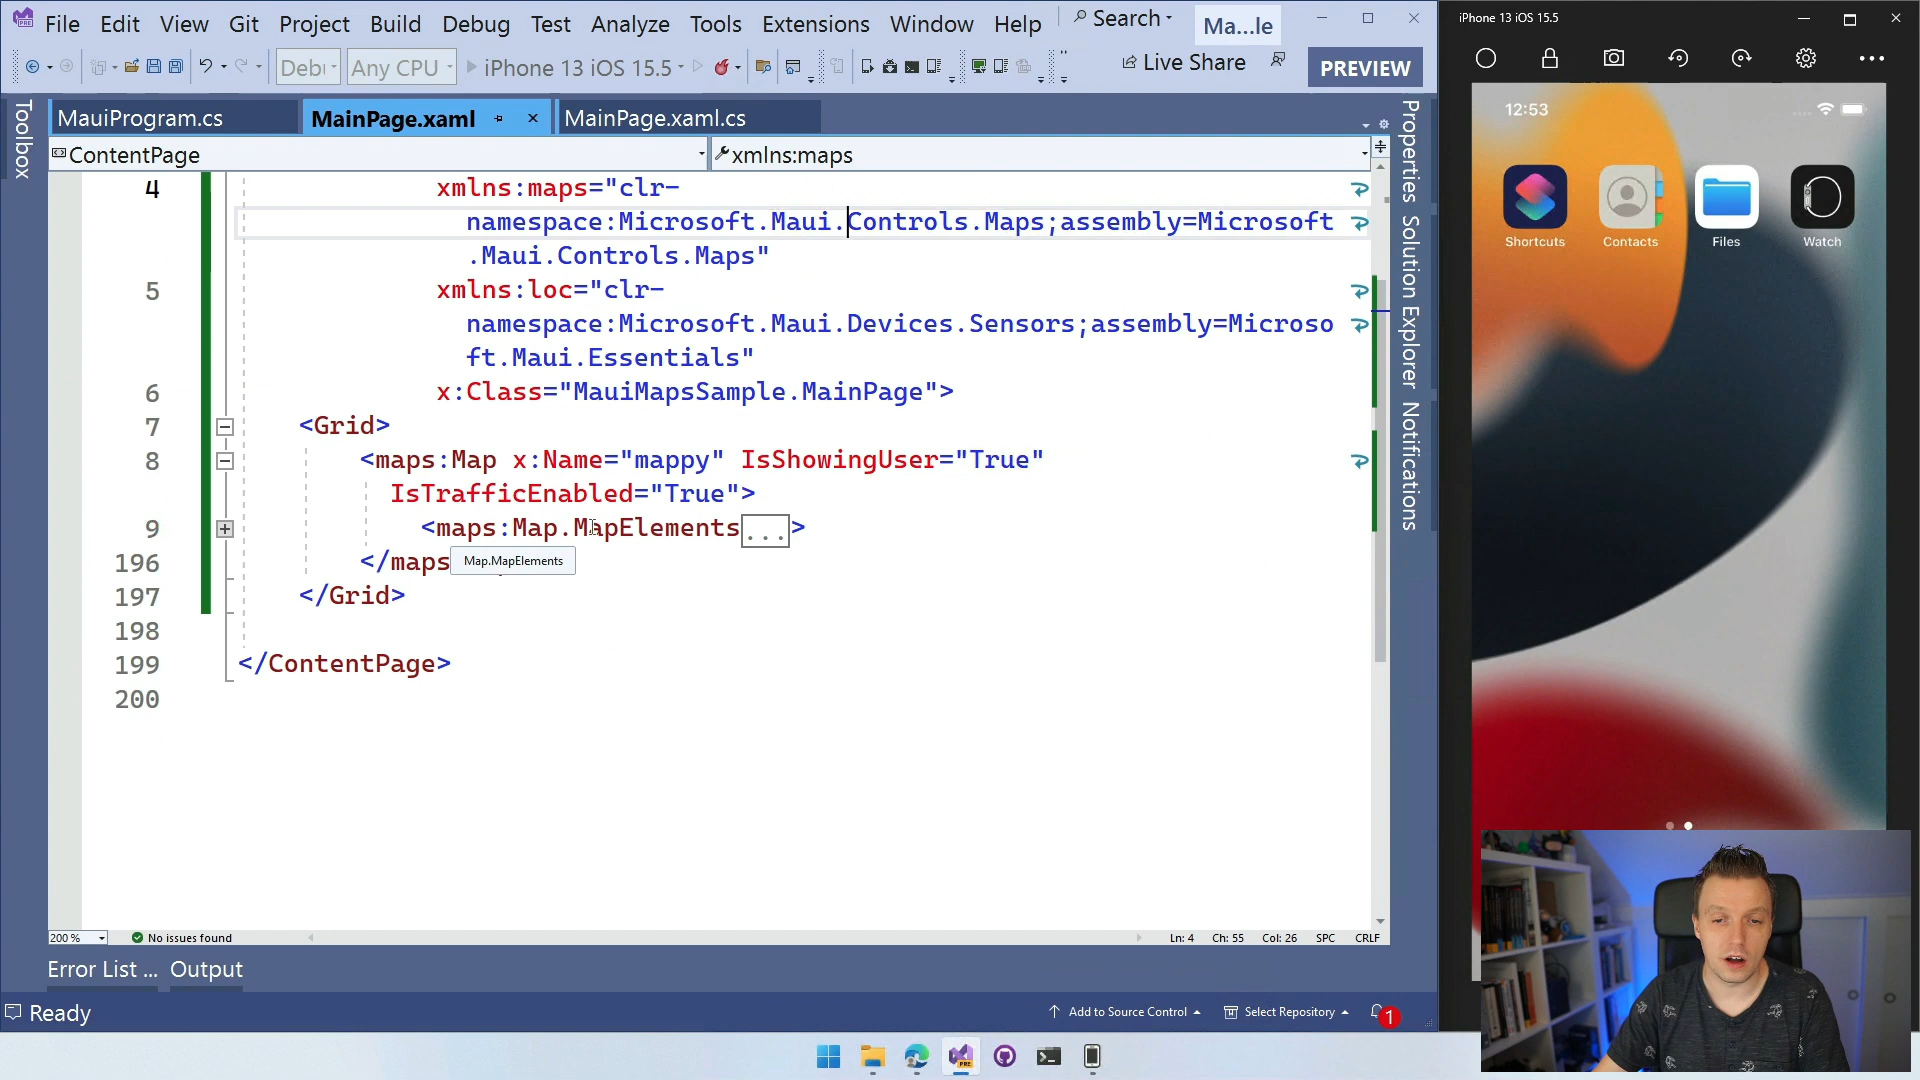 File Edit View Git Project Build Debug Test Analyze Tools Extensions Window Help Search Ma...le
Any CPU iPhone 13 iOS 15.5 Live Share PREVIEW
Toolbox
MauiProgram.cs MainPage.xaml MainPage.xaml.cs
ContentPage xmlns:maps
4 xmlns:maps="clr-
namespace:Microsoft.Maui.Controls.Maps;assembly=Microsoft
.Maui.Controls.Maps"
5 xmlns:loc="clr-
namespace:Microsoft.Maui.Devices.Sensors;assembly=Microso
ft.Maui.Essentials"
6 x:Class="MauiMapsSample.MainPage">
7 <Grid>
8 <maps:Map x:Name="mappy" IsShowingUser="True"
IsTrafficEnabled="True">
9 <maps:Map.MapElements...>
196 </maps
Map.MapElements
197 </Grid>
198
199 </ContentPage>
200
200 % No issues found Ln: 4 Ch: 55 Col: 26 SPC CRLF
Error List ... Output
Ready Add to Source Control Select Repository 1
Properties
Solution Explorer
Notifications
iPhone 13 iOS 15.5
12:53
Shortcuts Contacts Files Watch
PRE